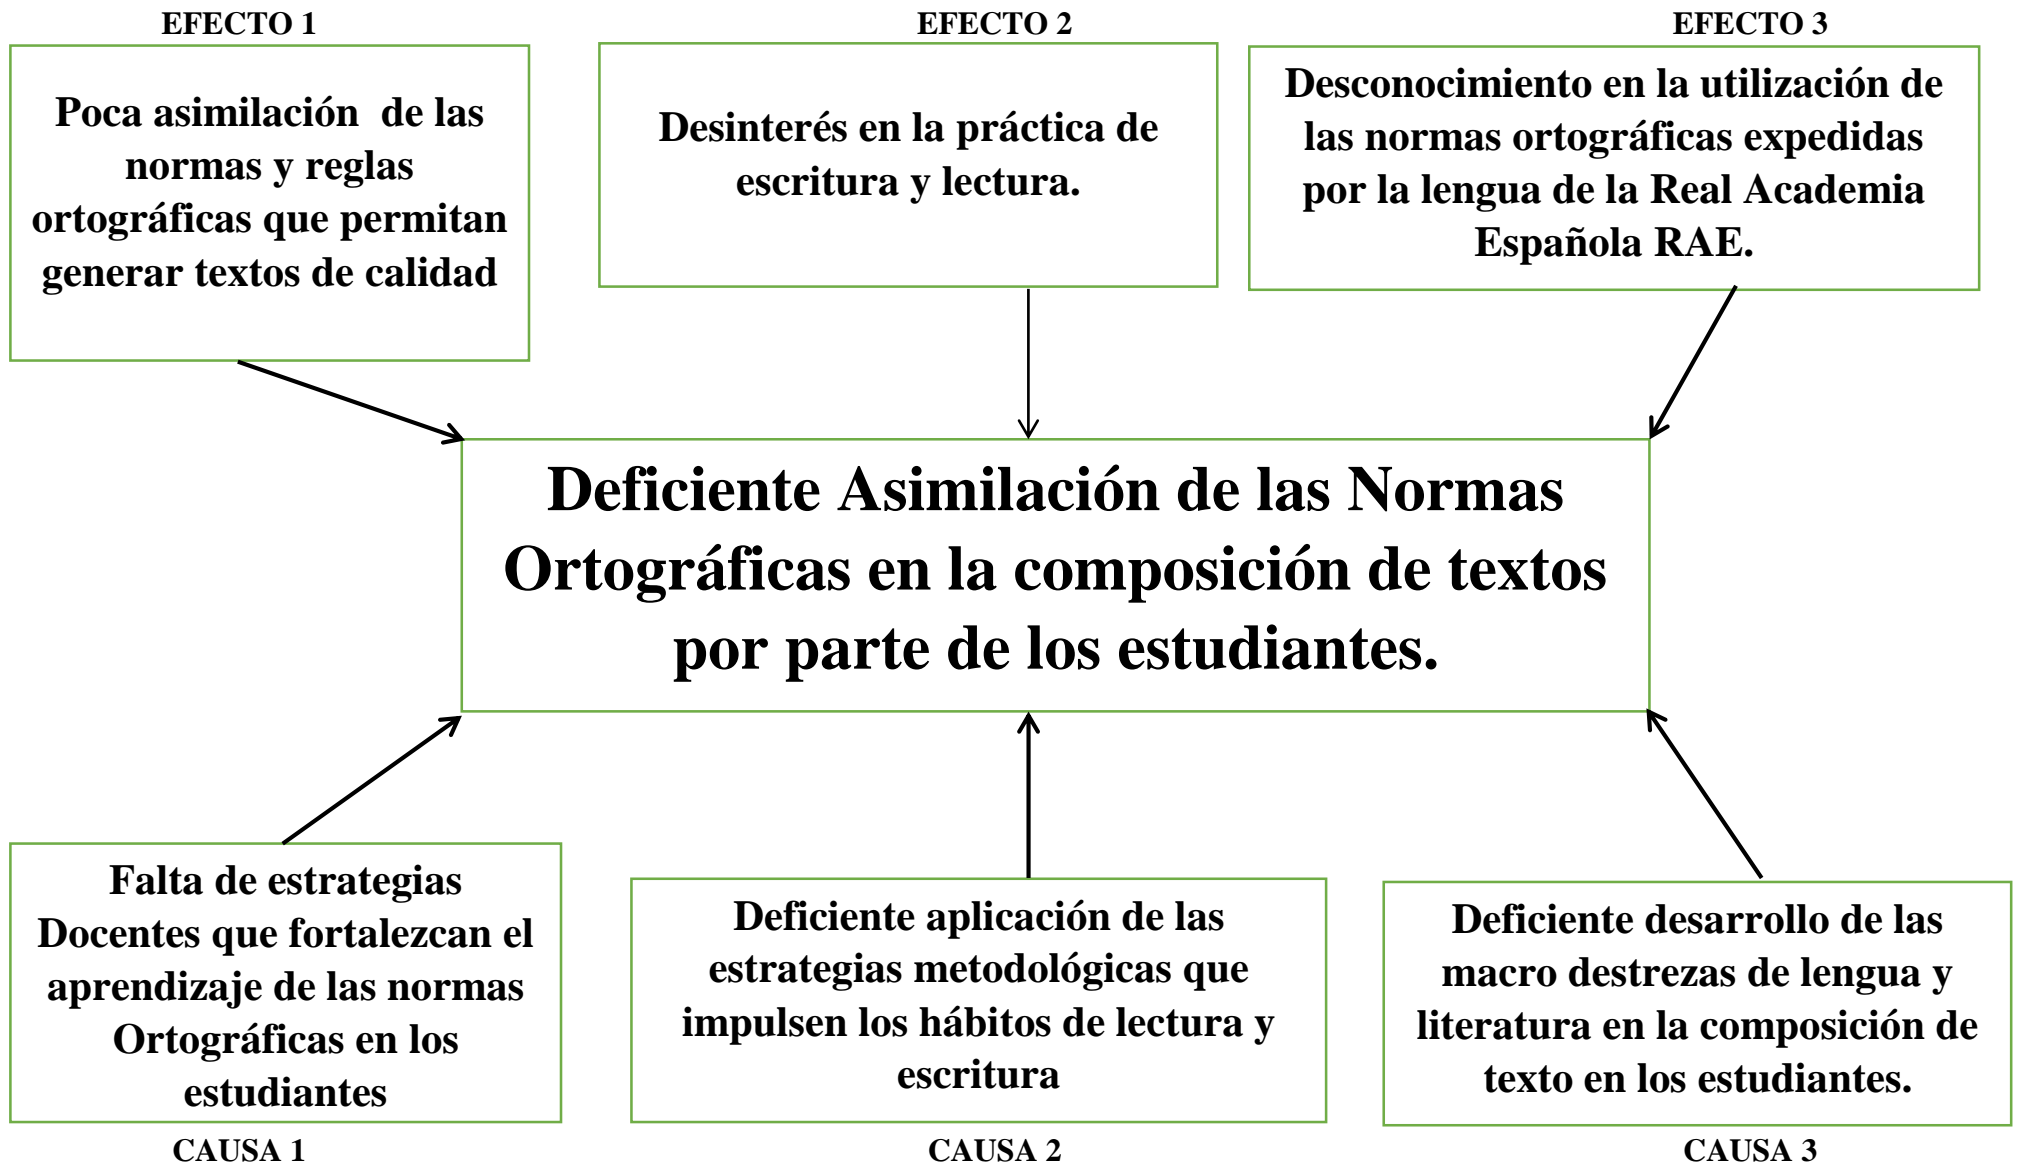 EFECTO 1
EFECTO 2
EFECTO 3
Poca asimilación de las
normas y reglas
ortográficas que permitan
generar textos de calidad
Desinterés en la práctica de
escritura y lectura.
Desconocimiento en la utilización de
las normas ortográficas expedidas
por la lengua de la Real Academia
Española RAE.
Deficiente Asimilación de las Normas
Ortográficas en la composición de textos
por parte de los estudiantes.
Falta de estrategias
Docentes que fortalezcan el
aprendizaje de las normas
Ortográficas en los
estudiantes
Deficiente aplicación de las
estrategias metodológicas que
impulsen los hábitos de lectura y
escritura
Deficiente desarrollo de las
macro destrezas de lengua y
literatura en la composición de
texto en los estudiantes.
CAUSA 1
CAUSA 2
CAUSA 3